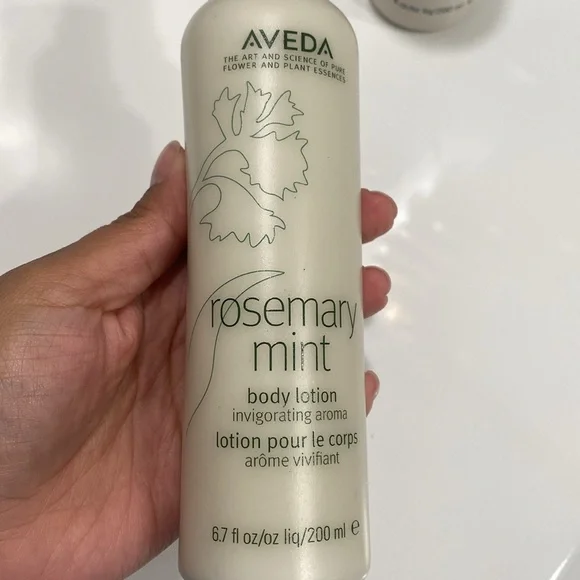 AVEDA
THE ART AND SCIENCE OF PURE
FLOWER AND PLANT ESSENCES
rosemary
mint
body lotion
invigorating aroma
lotion pour le corps
arôme vivifiant
6.7 fl oz/oz liq/200 ml ℮